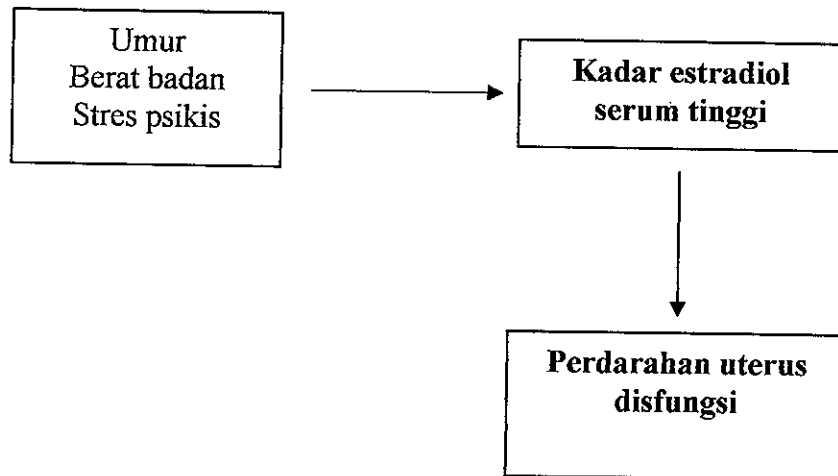 Umur
Berat badan
Stres psikis
Kadar estradiol
serum tinggi
Perdarahan uterus
disfungsi